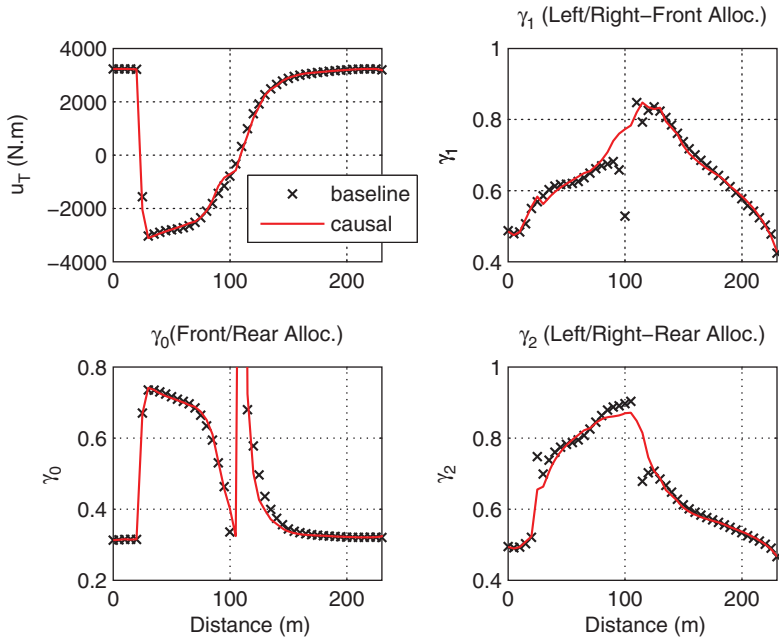 4000
2000
0
−2000
−4000
u_T (N.m)
0
100
200
baseline
causal
γ₁ (Left/Right−Front Alloc.)
1
0.8
0.6
0.4
γ₁
0
100
200
γ₀(Front/Rear Alloc.)
0.8
0.6
0.4
0.2
γ₀
0
100
200
Distance (m)
γ₂ (Left/Right−Rear Alloc.)
1
0.8
0.6
0.4
γ₂
0
100
200
Distance (m)